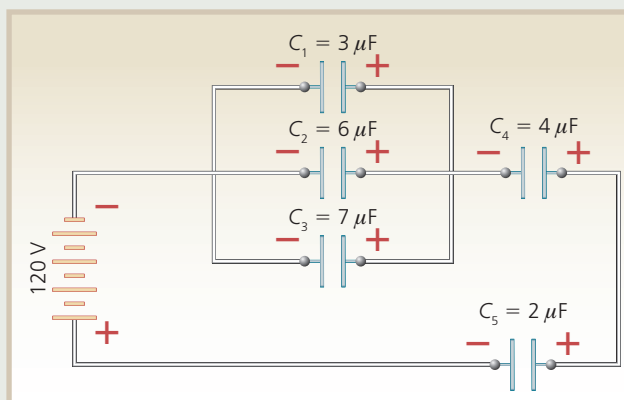 C₁ = 3 μF
− +
C₂ = 6 μF
− +
C₃ = 7 μF
− +
C₄ = 4 μF
− +
−
120 V
+
C₅ = 2 μF
− +